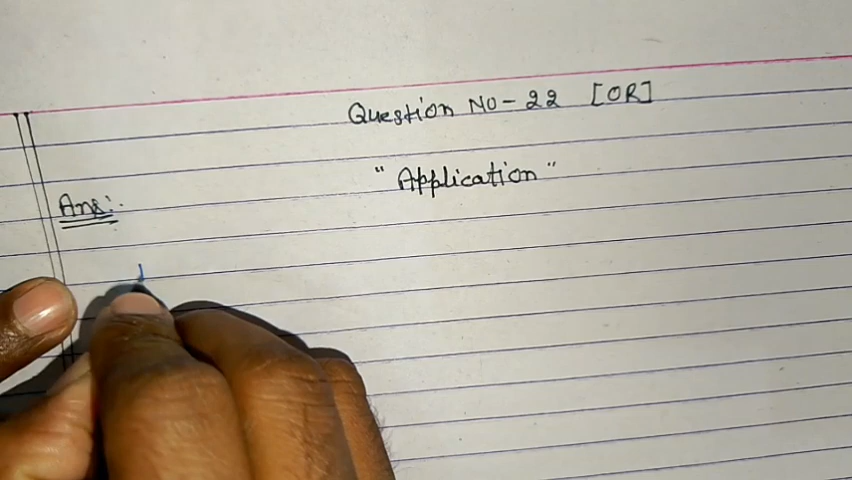 Question NO-22 [OR]
"Application"
Ans:-